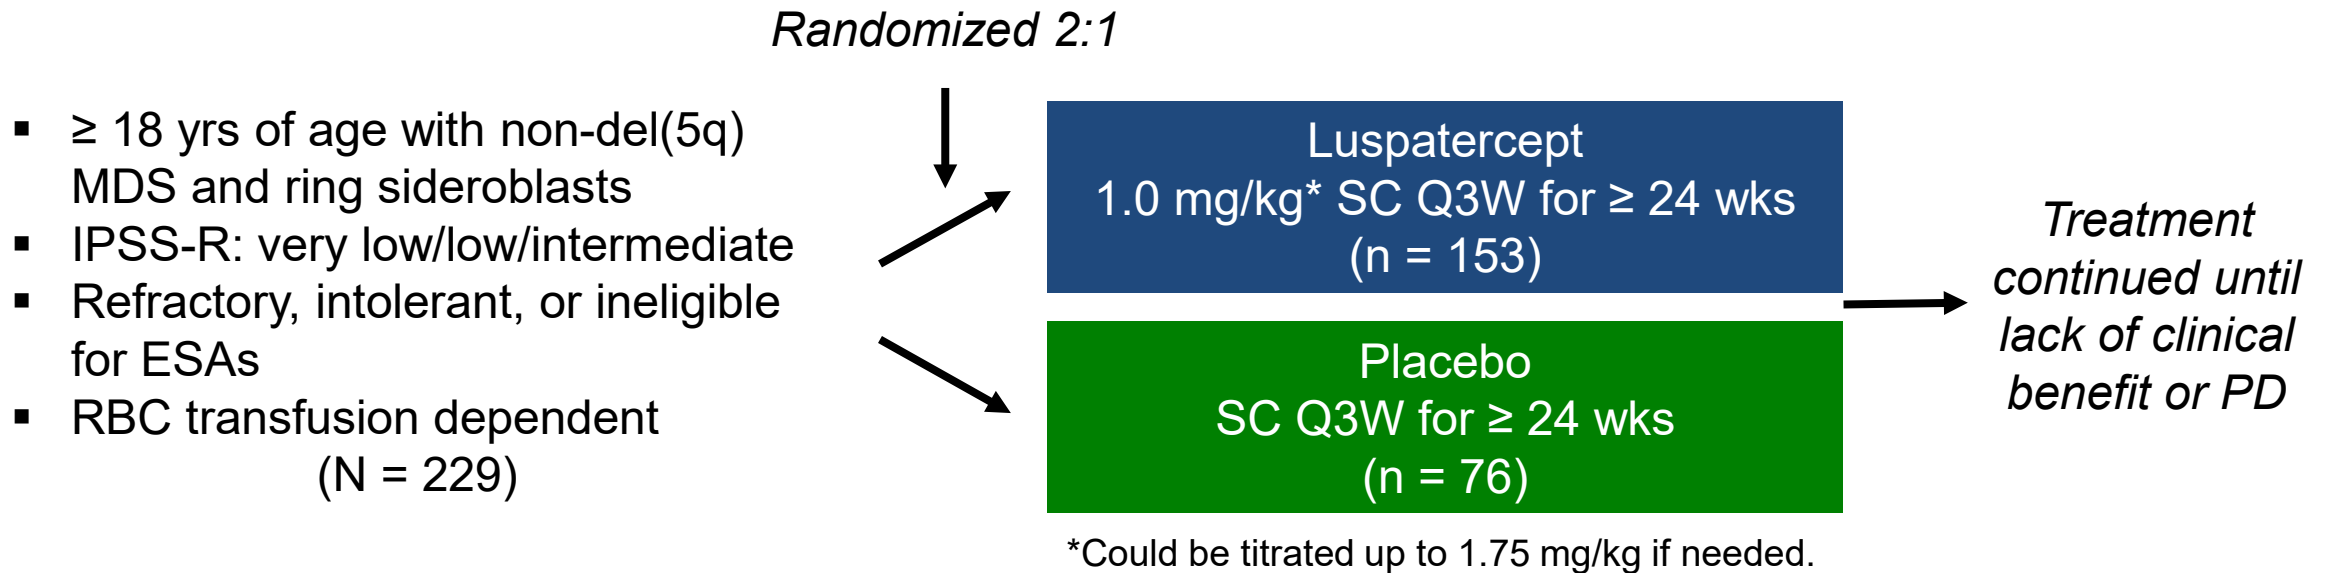 Randomized 2:1
▪ ≥ 18 yrs of age with non-del(5q)
MDS and ring sideroblasts
▪ IPSS-R: very low/low/intermediate
▪ Refractory, intolerant, or ineligible
for ESAs
▪ RBC transfusion dependent
(N = 229)
Luspatercept
1.0 mg/kg* SC Q3W for ≥ 24 wks
(n = 153)
Placebo
SC Q3W for ≥ 24 wks
(n = 76)
*Could be titrated up to 1.75 mg/kg if needed.
Treatment
continued until
lack of clinical
benefit or PD